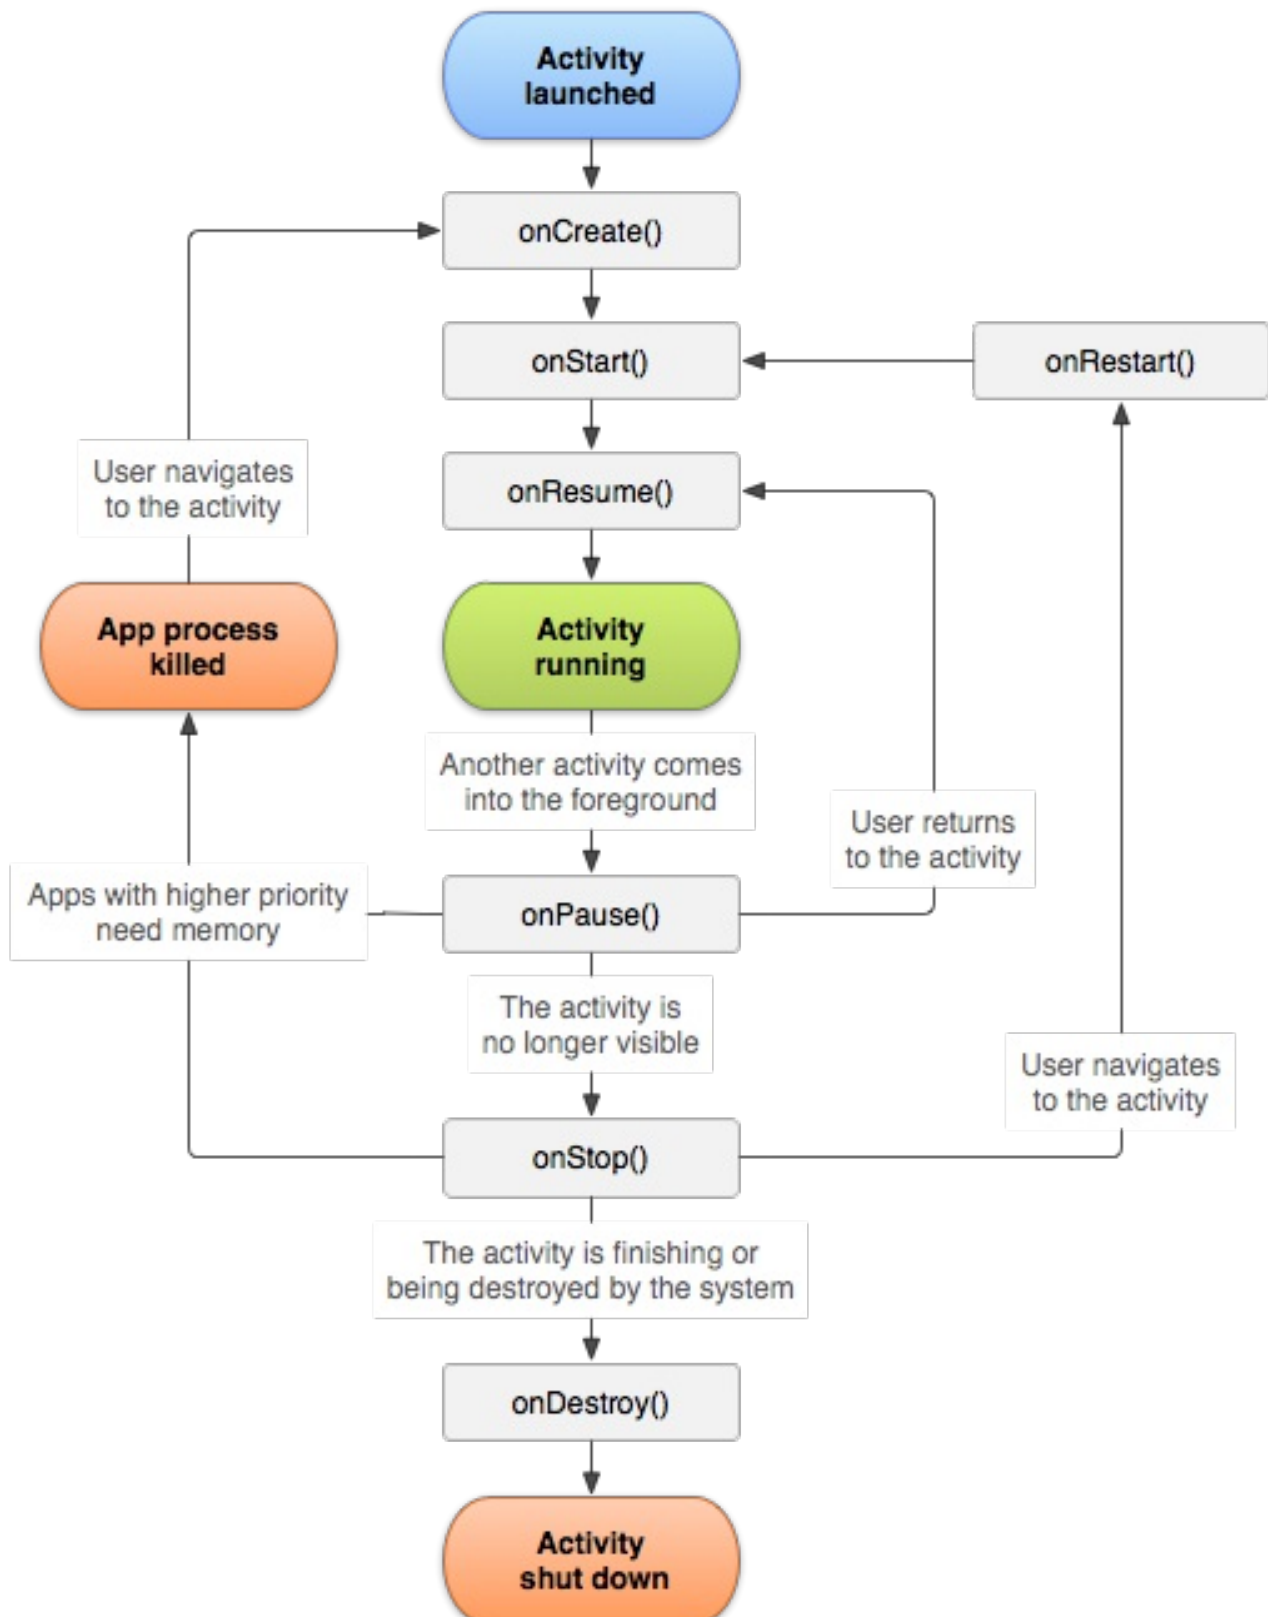 Activity
launched
onCreate()
onStart()
onRestart()
User navigates
to the activity
onResume()
App process
killed
Activity
running
Another activity comes
into the foreground
User returns
to the activity
Apps with higher priority
need memory
onPause()
The activity is
no longer visible
User navigates
to the activity
onStop()
The activity is finishing or
being destroyed by the system
onDestroy()
Activity
shut down